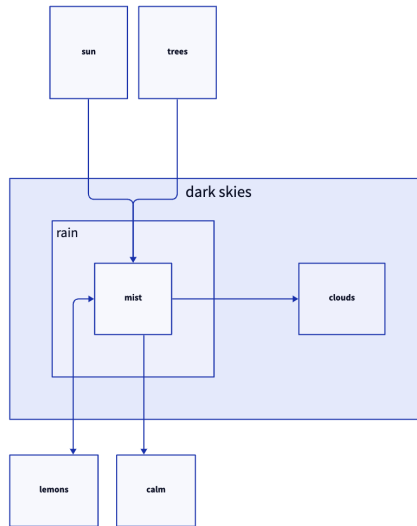 sun
trees
dark skies
rain
mist
clouds
lemons
calm